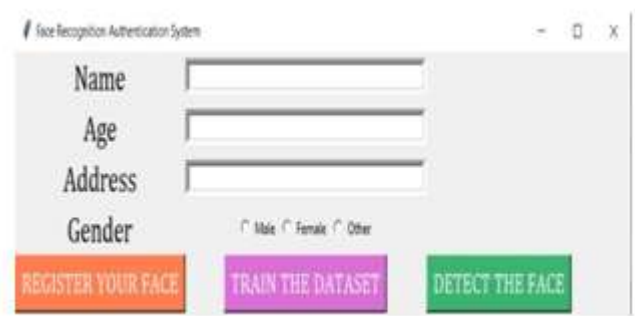 Face Recognition Authentication System
Name
Age
Address
Gender
Male Female Other
REGISTER YOUR FACE TRAIN THE DATASET DETECT THE FACE